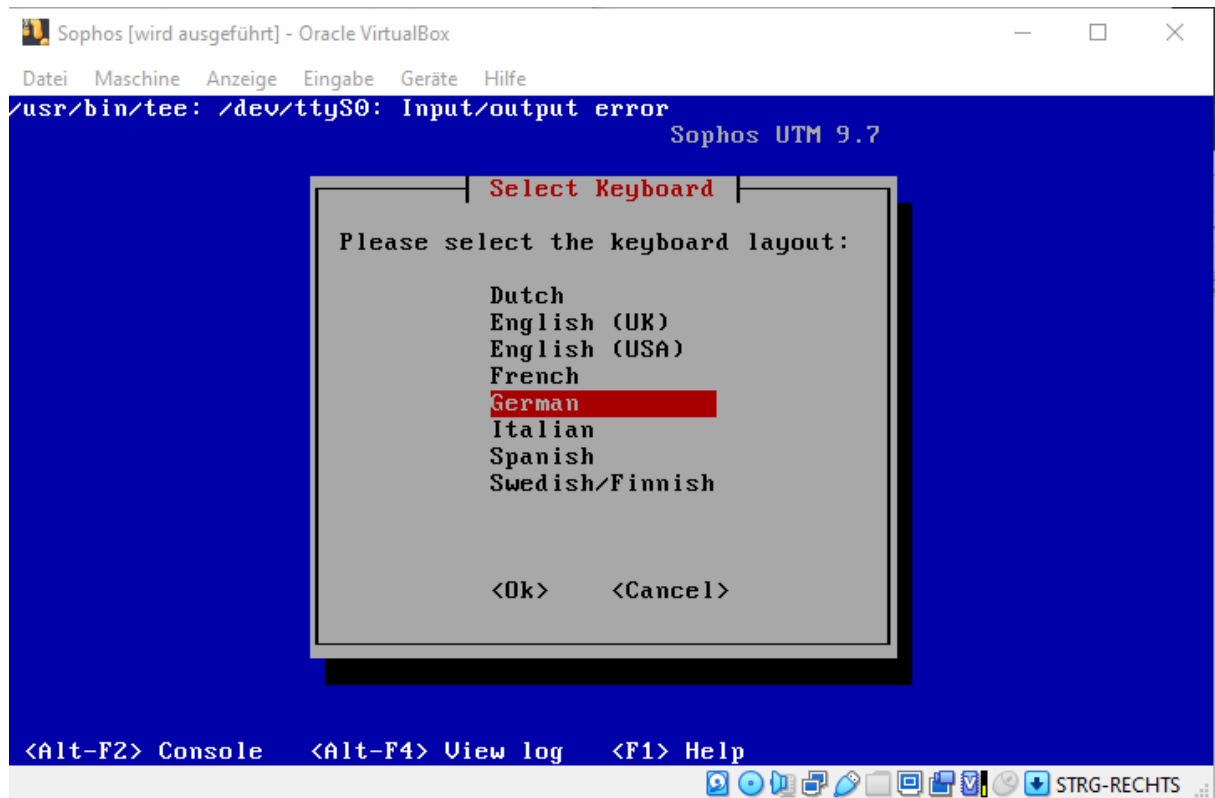 Sophos [wird ausgeführt] - Oracle VirtualBox
Datei Maschine Anzeige Eingabe Geräte Hilfe
/usr/bin/tee: /dev/ttyS0: Input/output error
Sophos UTM 9.7
Select Keyboard
Please select the keyboard layout:
Dutch
English (UK)
English (USA)
French
German
Italian
Spanish
Swedish/Finnish
<Ok> <Cancel>
<Alt-F2> Console <Alt-F4> View log <F1> Help
STRG-RECHTS